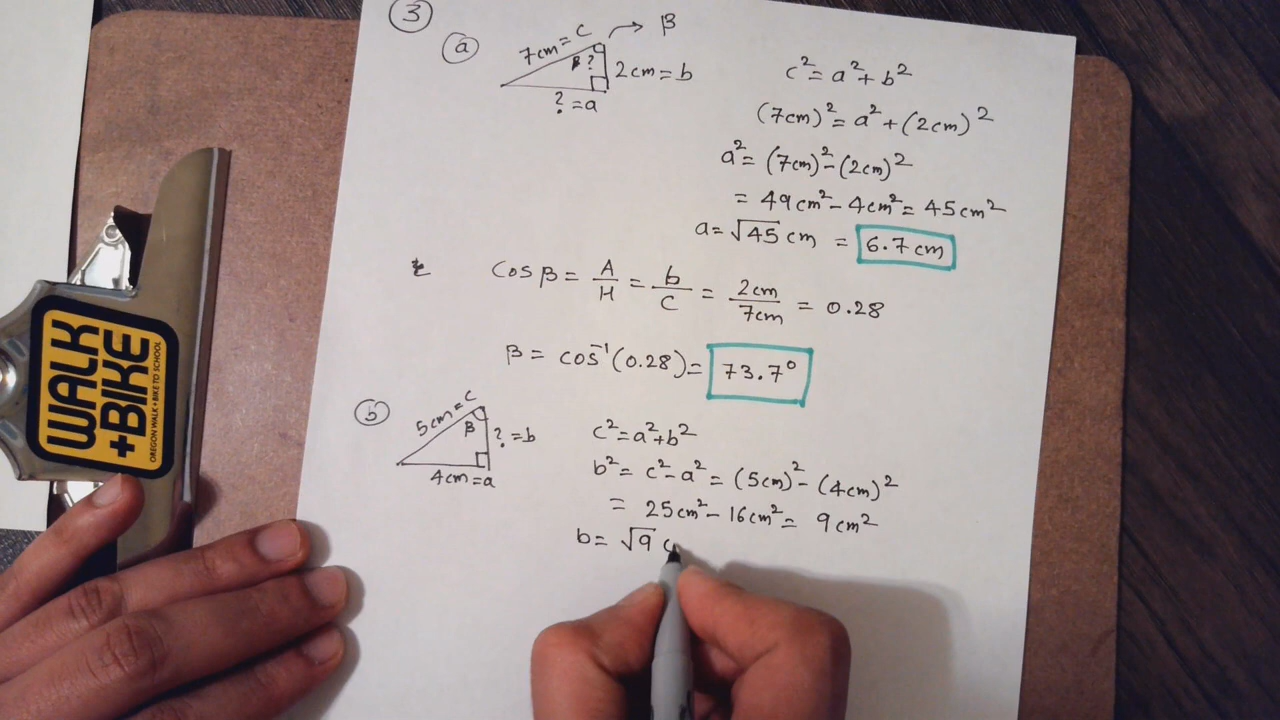 3
a
7cm = c
→ β
β ?
2cm = b
? = a
c² = a² + b²
(7cm)² = a² + (2cm)²
a² = (7cm)² - (2cm)²
= 49cm² - 4cm² = 45cm²
a = √45 cm = 6.7cm
cos β = A/H = b/c = 2cm/7cm = 0.28
β = cos⁻¹(0.28) = 73.7°
b
5cm = c
β
? = b
4cm = a
c² = a² + b²
b² = c² - a² = (5cm)² - (4cm)²
= 25cm² - 16cm² = 9cm²
b = √9 c
WALK
+BIKE
OREGON WALK + BIKE TO SCHOOL